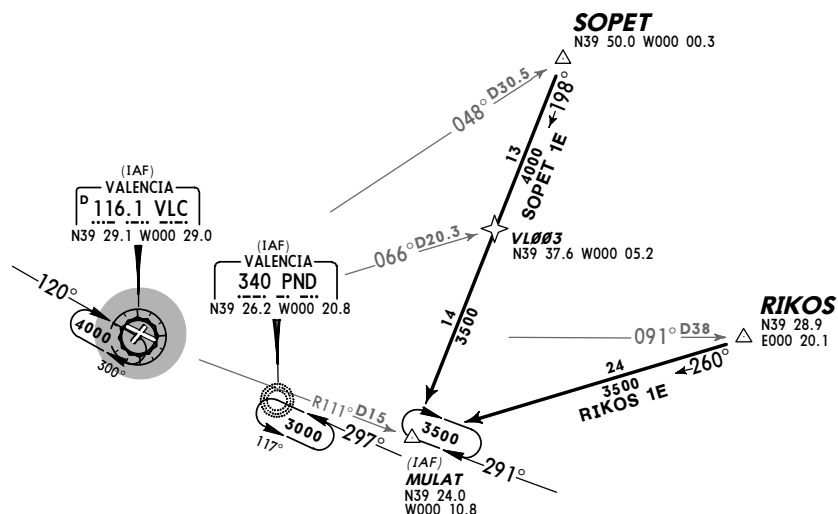 SOPET
N39 50.0 W000 00.3
048° D30.5
198°
13
4000
SOPET 1E
(IAF)
VALENCIA
D 116.1 VLC
N39 29.1 W000 29.0
066° D20.3
VLØØ3
N39 37.6 W000 05.2
(IAF)
VALENCIA
340 PND
N39 26.2 W000 20.8
120°
4000
300°
14
3500
RIKOS
N39 28.9
E000 20.1
091° D38
260°
24
3500
RIKOS 1E
R111° D15
3000
117°
297°
3500
291°
(IAF)
MULAT
N39 24.0
W000 10.8